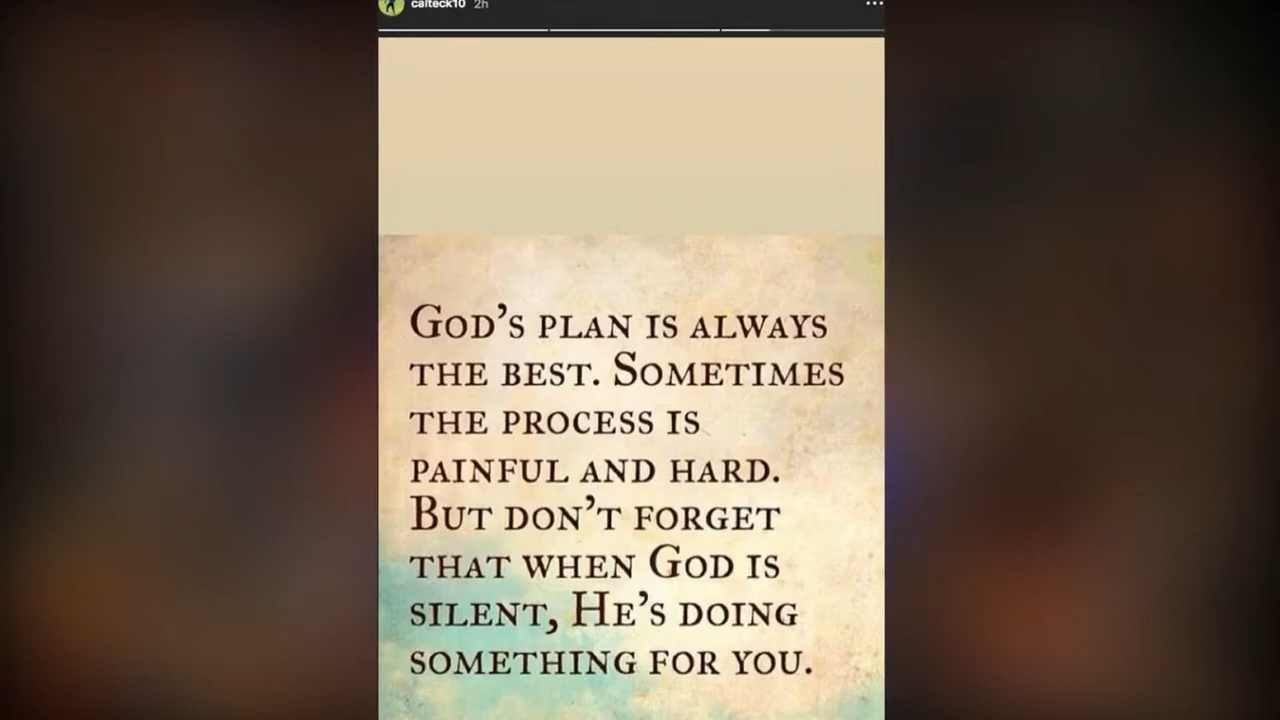 calteck10 2h
God's plan is always
the best. Sometimes
the process is
painful and hard.
But don't forget
that when God is
silent, He's doing
something for you.